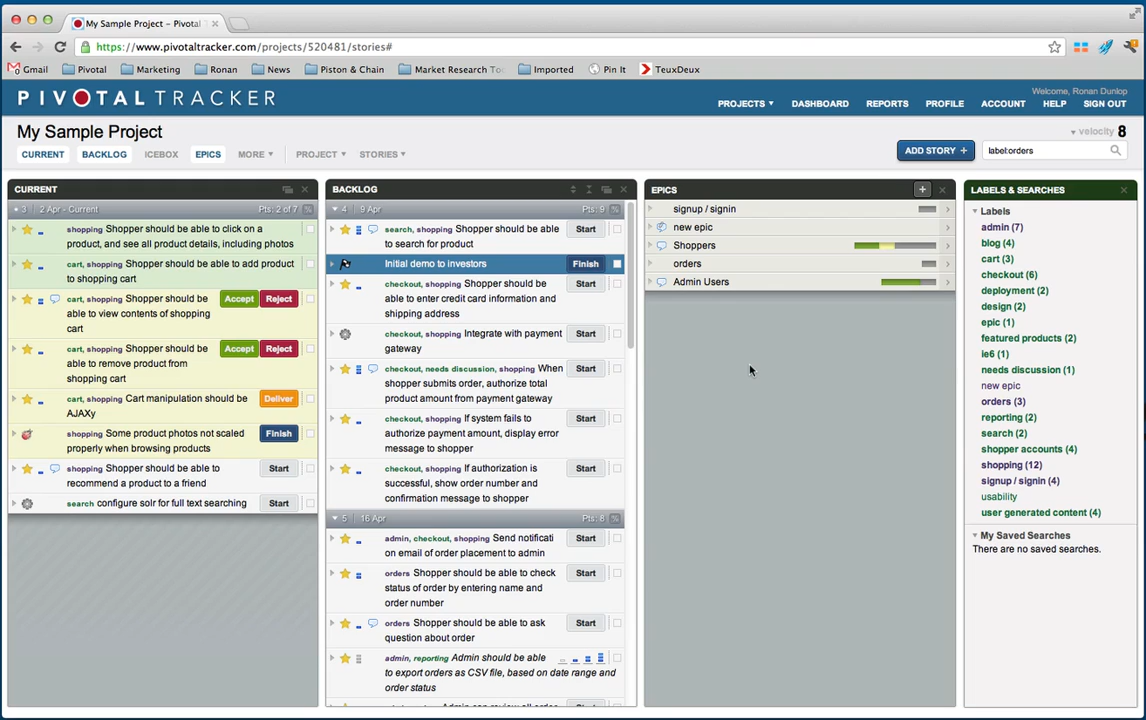 My Sample Project – Pivotal
https://www.pivotaltracker.com/projects/520481/stories#
Gmail Pivotal Marketing Ronan News Piston & Chain Market Research To Imported Pin It TeuxDeux
PIVOTAL TRACKER
Welcome, Ronan Dunlop
PROJECTS DASHBOARD REPORTS PROFILE ACCOUNT HELP SIGN OUT
My Sample Project
velocity 8
CURRENT BACKLOG ICEBOX EPICS MORE PROJECT STORIES
ADD STORY +
label:orders
CURRENT
3 2 Apr - Current Pts: 2 of 7 %
shopping Shopper should be able to click on a
product, and see all product details, including photos
cart, shopping Shopper should be able to add product
to shopping cart
cart, shopping Shopper should be
able to view contents of shopping
cart
Accept Reject
cart, shopping Shopper should be
able to remove product from
shopping cart
Accept Reject
cart, shopping Cart manipulation should be
AJAXy
Deliver
shopping Some product photos not scaled
properly when browsing products
Finish
shopping Shopper should be able to
recommend a product to a friend
Start
search configure solr for full text searching
Start
BACKLOG
4 9 Apr Pts: 9 %
search, shopping Shopper should be able
to search for product
Start
Initial demo to investors
Finish
checkout, shopping Shopper should be
able to enter credit card information and
shipping address
Start
checkout, shopping Integrate with payment
gateway
Start
checkout, needs discussion, shopping When
shopper submits order, authorize total
product amount from payment gateway
Start
checkout, shopping If system fails to
authorize payment amount, display error
message to shopper
Start
checkout, shopping If authorization is
successful, show order number and
confirmation message to shopper
Start
5 16 Apr Pts: 8 %
admin, checkout, shopping Send notificati
on email of order placement to admin
Start
orders Shopper should be able to check
status of order by entering name and
order number
Start
orders Shopper should be able to ask
question about order
Start
admin, reporting Admin should be able
to export orders as CSV file, based on date range and
order status
EPICS
+
signup / signin
new epic
Shoppers
orders
Admin Users
LABELS & SEARCHES
Labels
admin (7)
blog (4)
cart (3)
checkout (6)
deployment (2)
design (2)
epic (1)
featured products (2)
ie6 (1)
needs discussion (1)
new epic
orders (3)
reporting (2)
search (2)
shopper accounts (4)
shopping (12)
signup / signin (4)
usability
user generated content (4)
My Saved Searches
There are no saved searches.